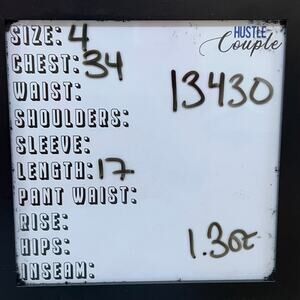 SIZE: 4
HUSTLE
Couple
CHEST: 34
WAIST:
13430
SHOULDERS:
SLEEVE:
LENGTH: 17
PANT WAIST:
RISE:
1.3oz
HIPS:
INSEAM: